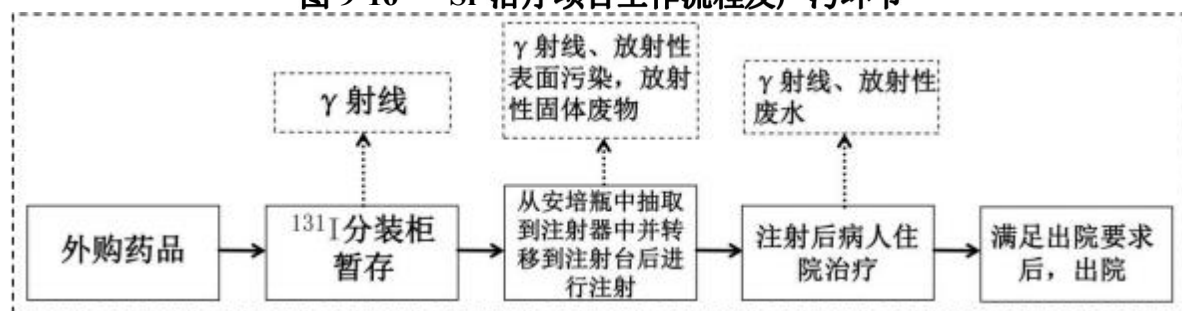 γ射线
γ射线、放射性
表面污染，放射
性固体废物
γ射线、放射性
废水
外购药品
¹³¹I分装柜
暂存
从安培瓶中抽取
到注射器中并转
移到注射台后进
行注射
注射后病人住
院治疗
满足出院要求
后，出院